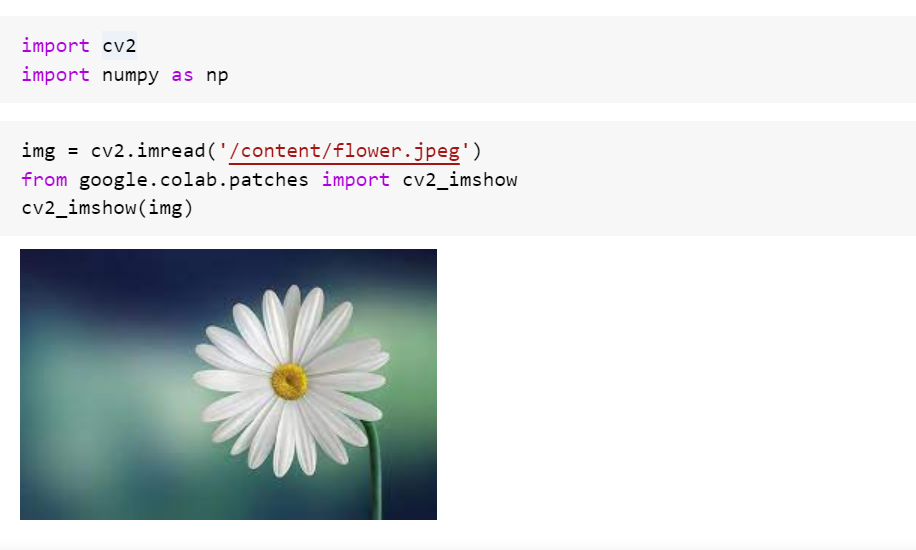 import cv2
import numpy as np
img = cv2.imread('/content/flower.jpeg')
from google.colab.patches import cv2_imshow
cv2_imshow(img)